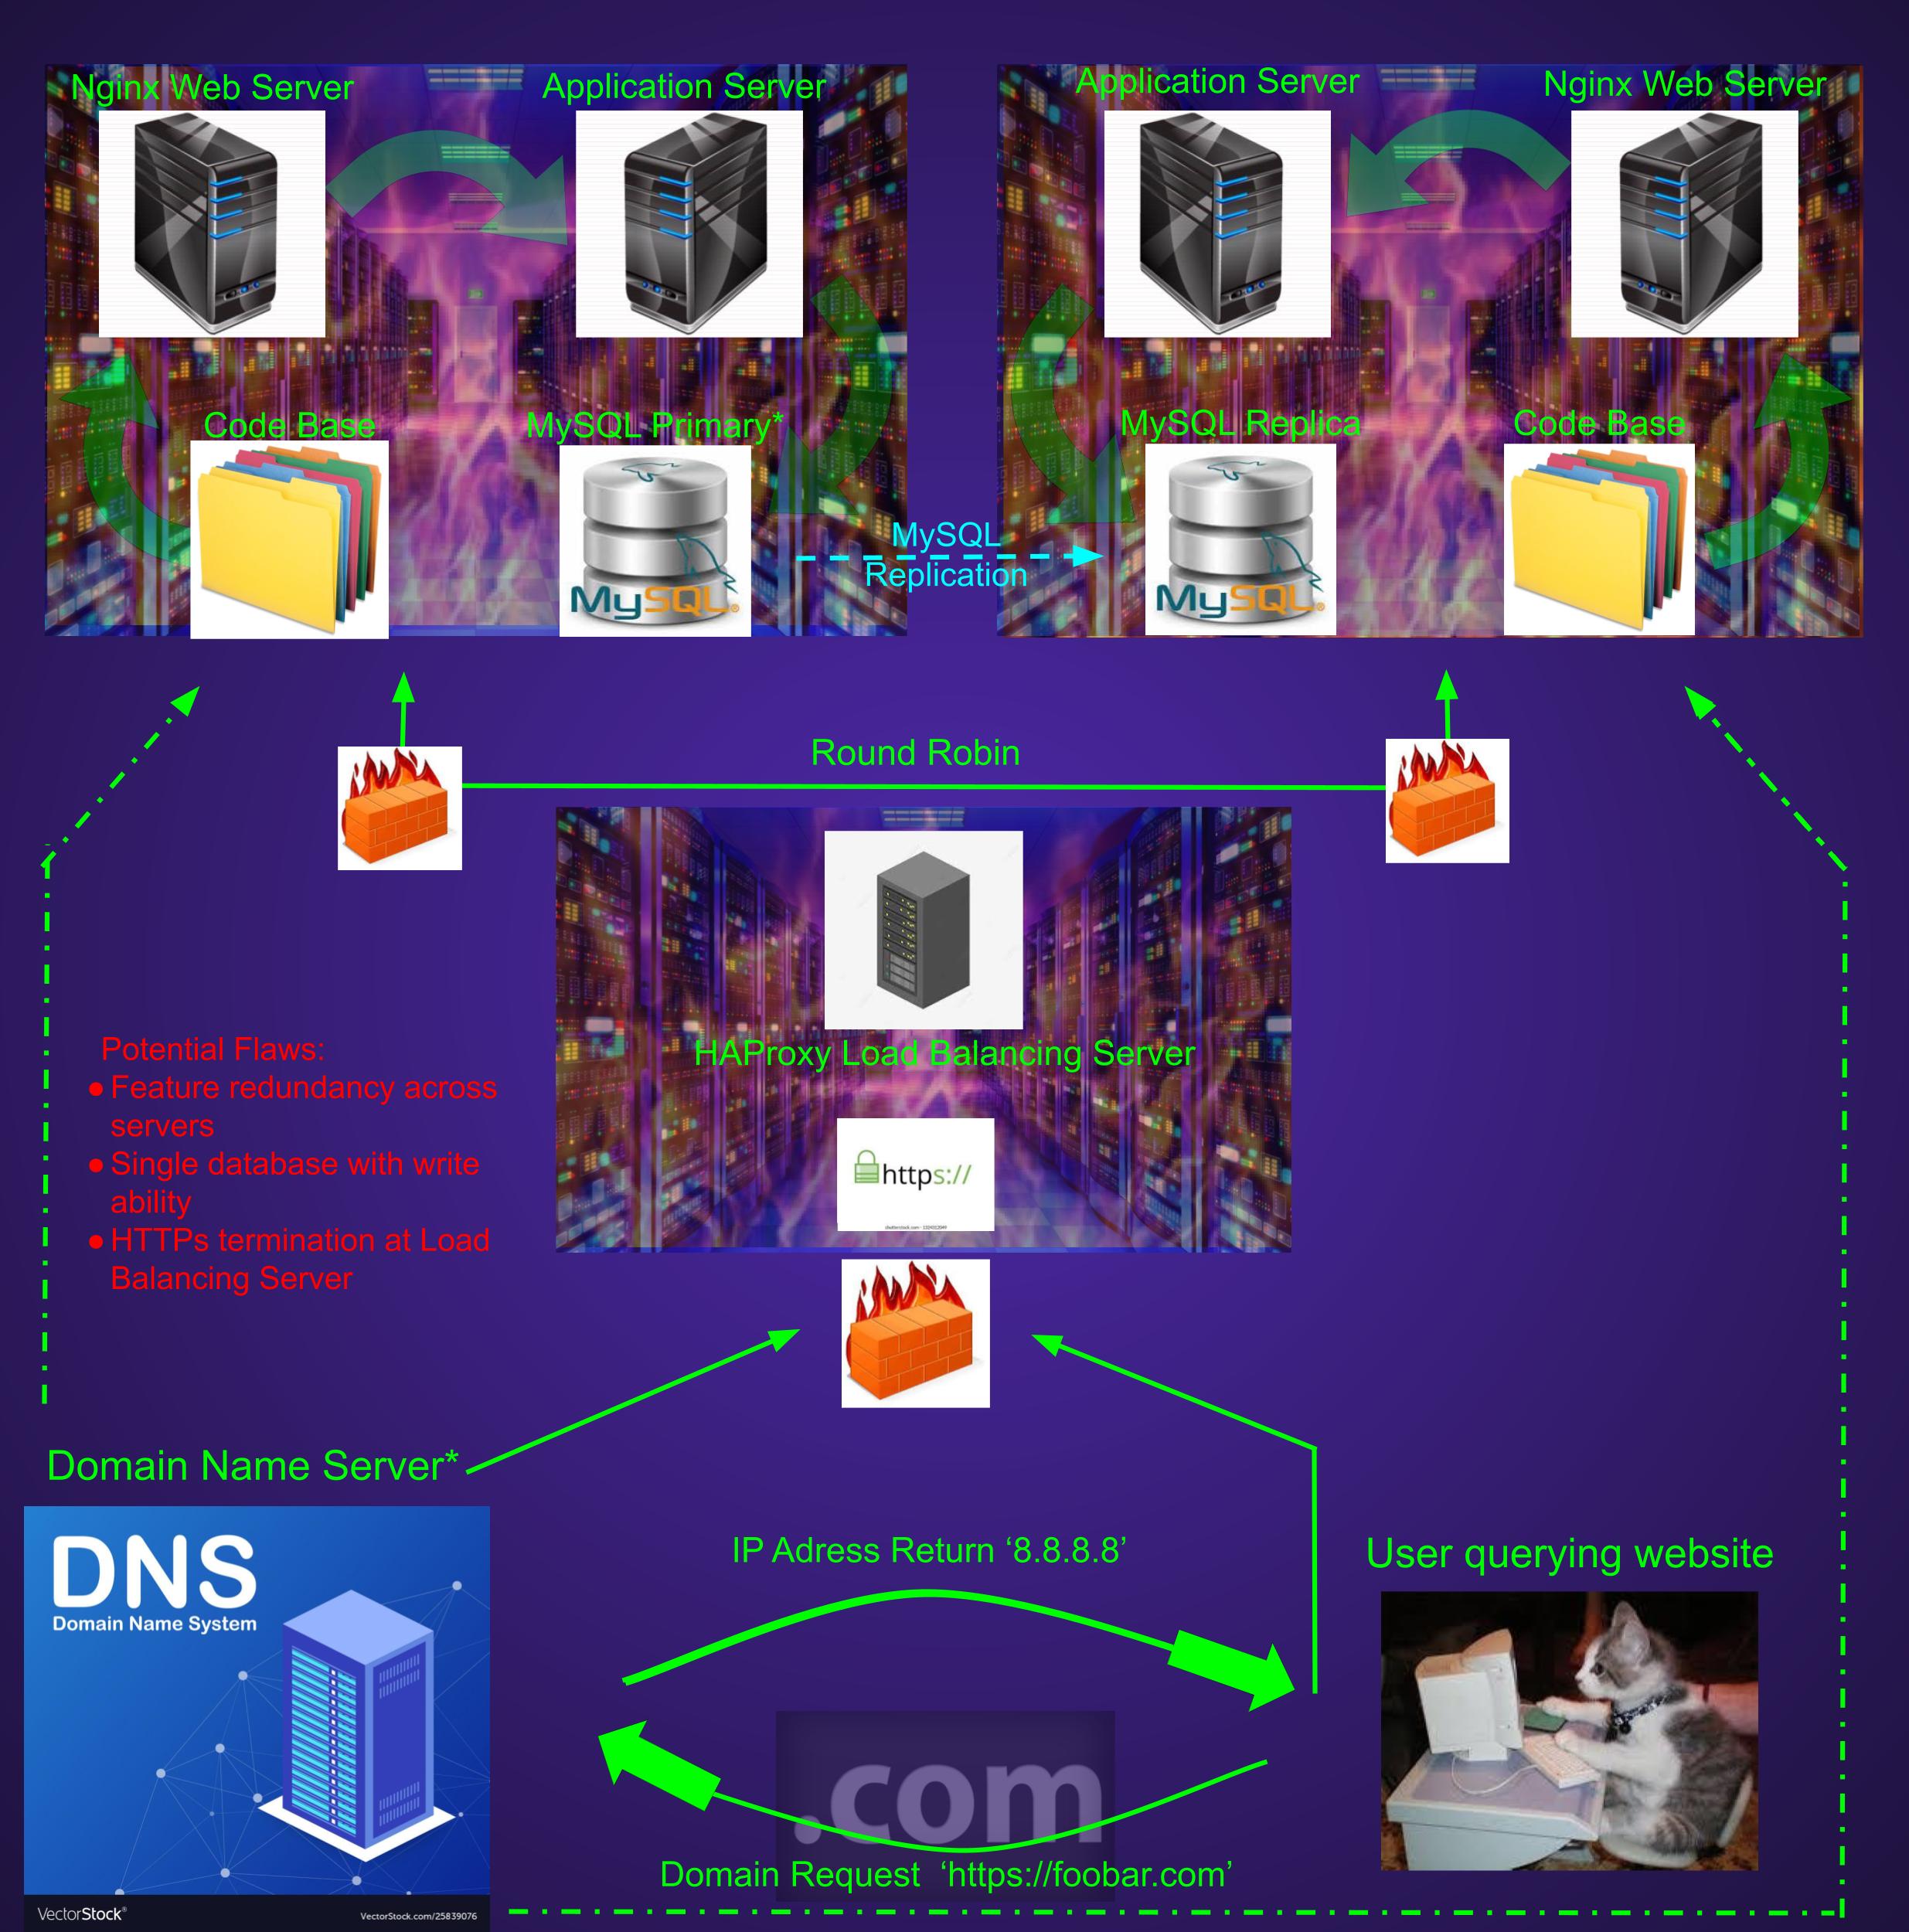 Nginx Web Server
Application Server
Application Server
Nginx Web Server
Code Base
MySQL Primary*
MySQL Replica
Code Base
MySQL
Replication
MySQL®
MySQL®
Round Robin
HAProxy Load Balancing Server
https://
Potential Flaws:
● Feature redundancy across
servers
● Single database with write
ability
● HTTPs termination at Load
Balancing Server
Domain Name Server*
DNS
Domain Name System
IP Adress Return ‘8.8.8.8’
User querying website
.com
Domain Request ‘https://foobar.com’
VectorStock®
VectorStock.com/25839076